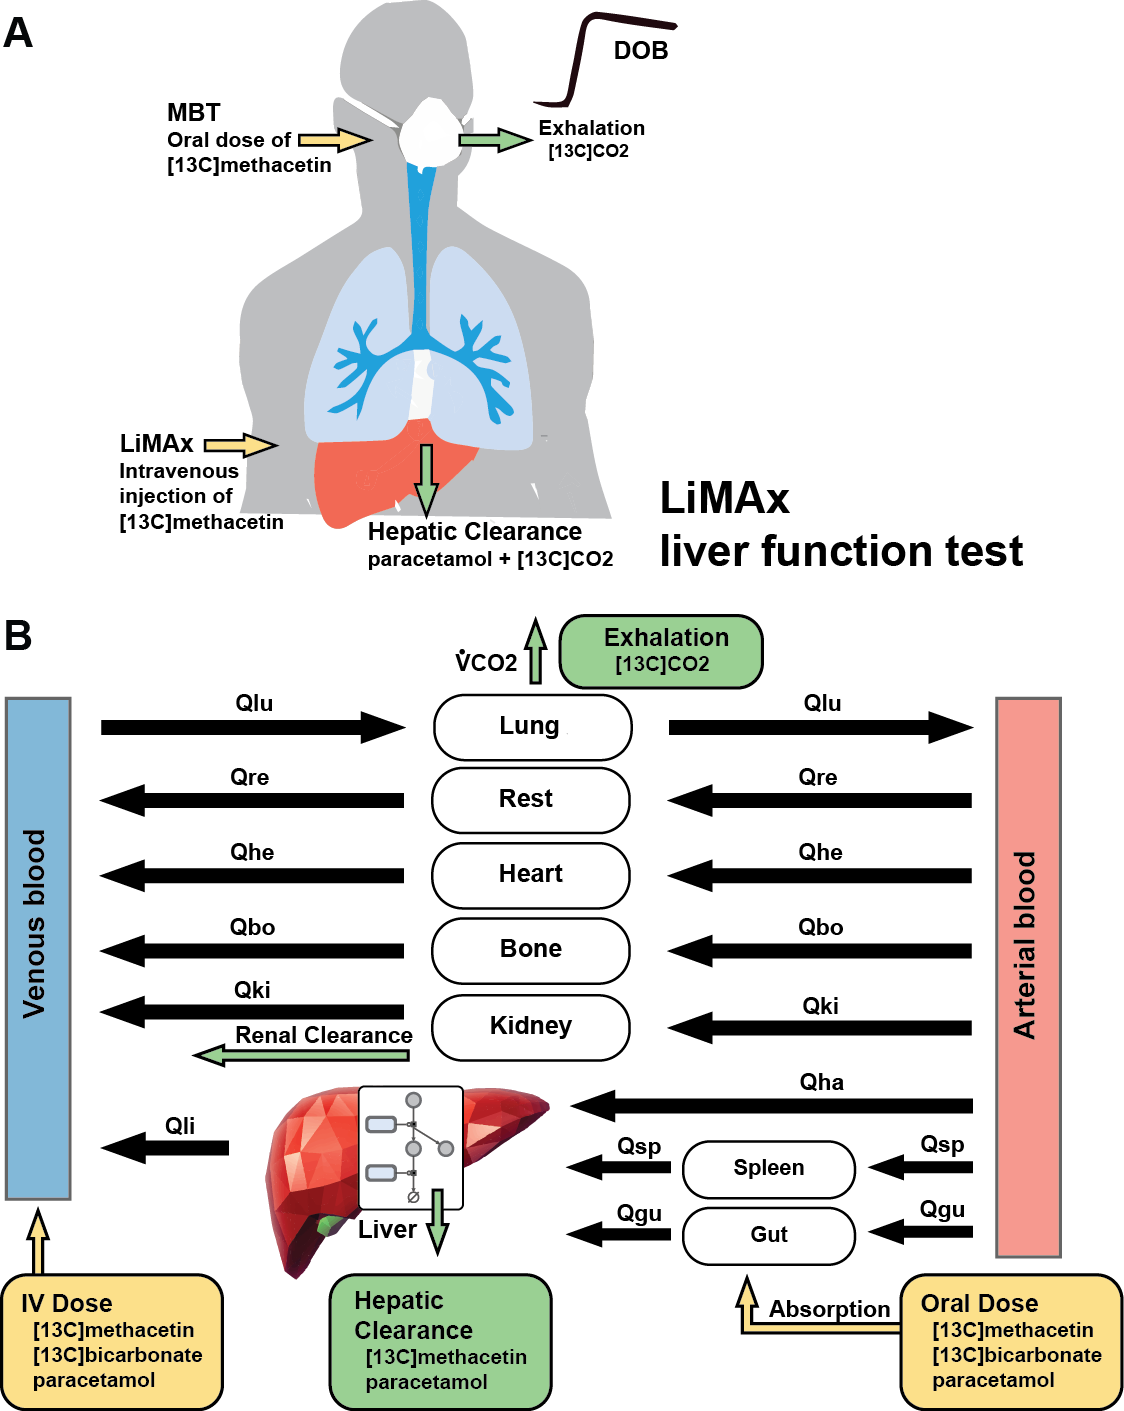 A
DOB
MBT
Oral dose of
[13C]methacetin
Exhalation
[13C]CO2
LiMAx
Intravenous
injection of
[13C]methacetin
Hepatic Clearance
paracetamol + [13C]CO2
LiMAx
liver function test
B
V̇CO2
Exhalation
[13C]CO2
Qlu
Lung
Qlu
Qre
Rest
Qre
Qhe
Heart
Qhe
Qbo
Bone
Qbo
Qki
Kidney
Qki
Renal Clearance
Venous blood
Arterial blood
Qha
Qli
Qsp
Spleen
Qsp
Qgu
Gut
Qgu
Liver
IV Dose
[13C]methacetin
[13C]bicarbonate
paracetamol
Hepatic
Clearance
[13C]methacetin
paracetamol
Absorption
Oral Dose
[13C]methacetin
[13C]bicarbonate
paracetamol